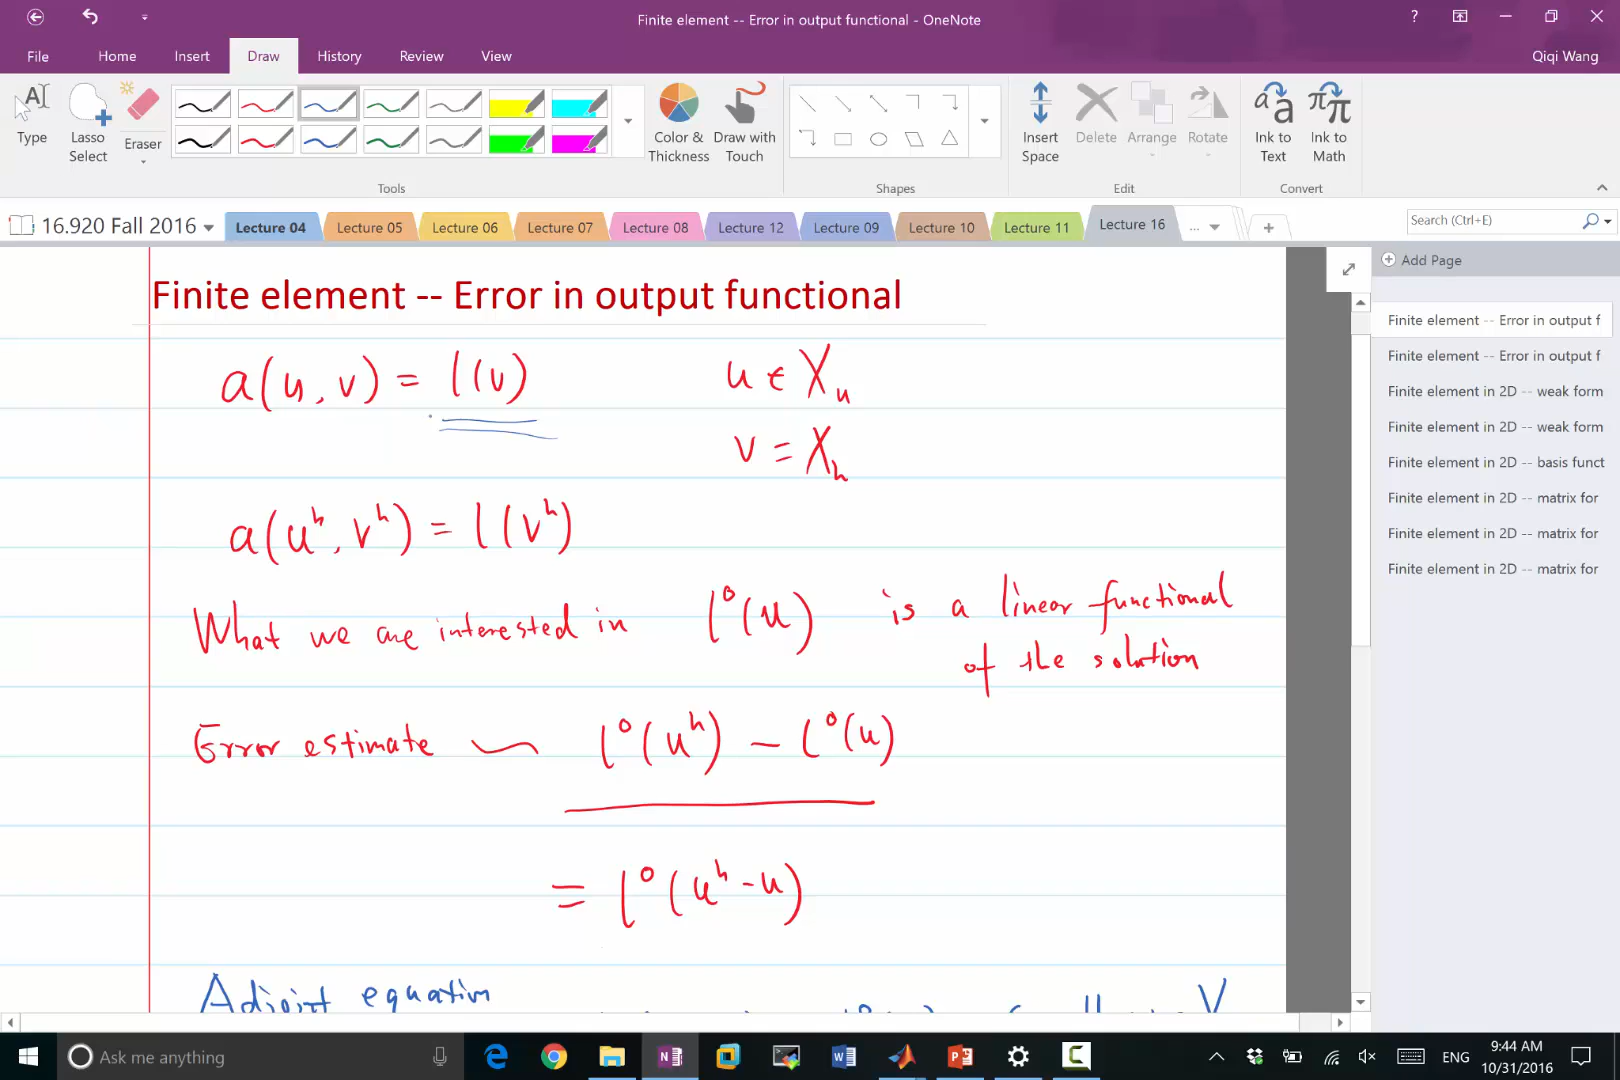 Finite element -- Error in output functional - OneNote
?
File Home Insert Draw History Review View
Qiqi Wang
Type
Lasso Select
Eraser
Color & Thickness
Draw with Touch
Insert Space
Delete
Arrange
Rotate
Ink to Text
Ink to Math
Tools
Shapes
Edit
Convert
16.920 Fall 2016
Lecture 04 Lecture 05 Lecture 06 Lecture 07 Lecture 08 Lecture 12 Lecture 09 Lecture 10 Lecture 11 Lecture 16 ...
Search (Ctrl+E)
Add Page
Finite element -- Error in output f
Finite element -- Error in output f
Finite element in 2D -- weak form
Finite element in 2D -- weak form
Finite element in 2D -- basis funct
Finite element in 2D -- matrix for
Finite element in 2D -- matrix for
Finite element in 2D -- matrix for
Finite element -- Error in output functional
a(u, v) = l(v) u ∈ X_u
v = X_h
a(u^h, v^h) = l(v^h)
What we are interested in l^o(u) is a linear functional
of the solution
Error estimate ~ l^o(u^h) - l^o(u)
= l^o(u^h - u)
Adjoint equation
Ask me anything
ENG
9:44 AM
10/31/2016